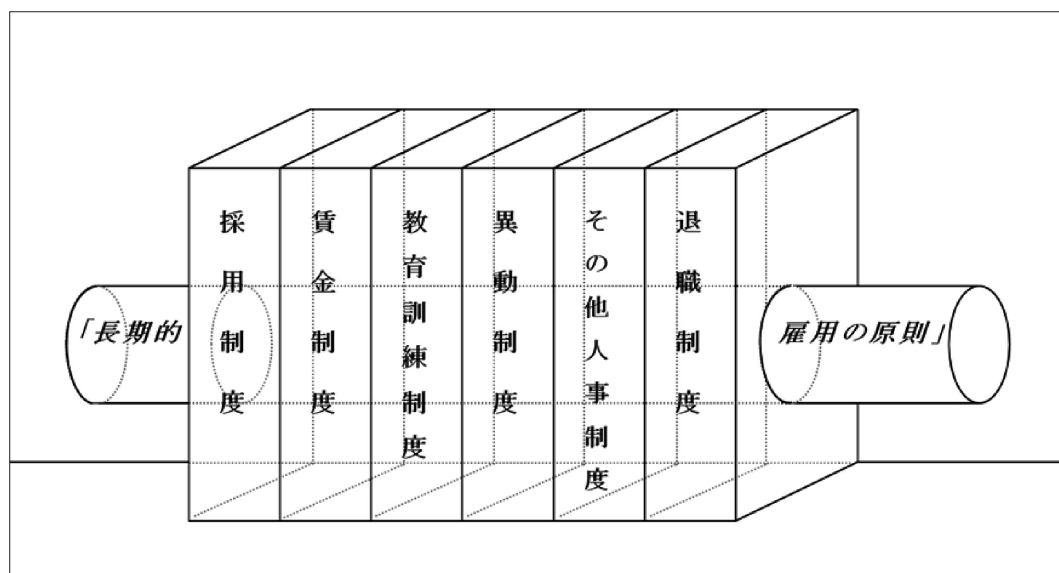 「長期的
採用制度
賃金制度
教育訓練制度
異動制度
その他人事制度
退職制度
雇用の原則」